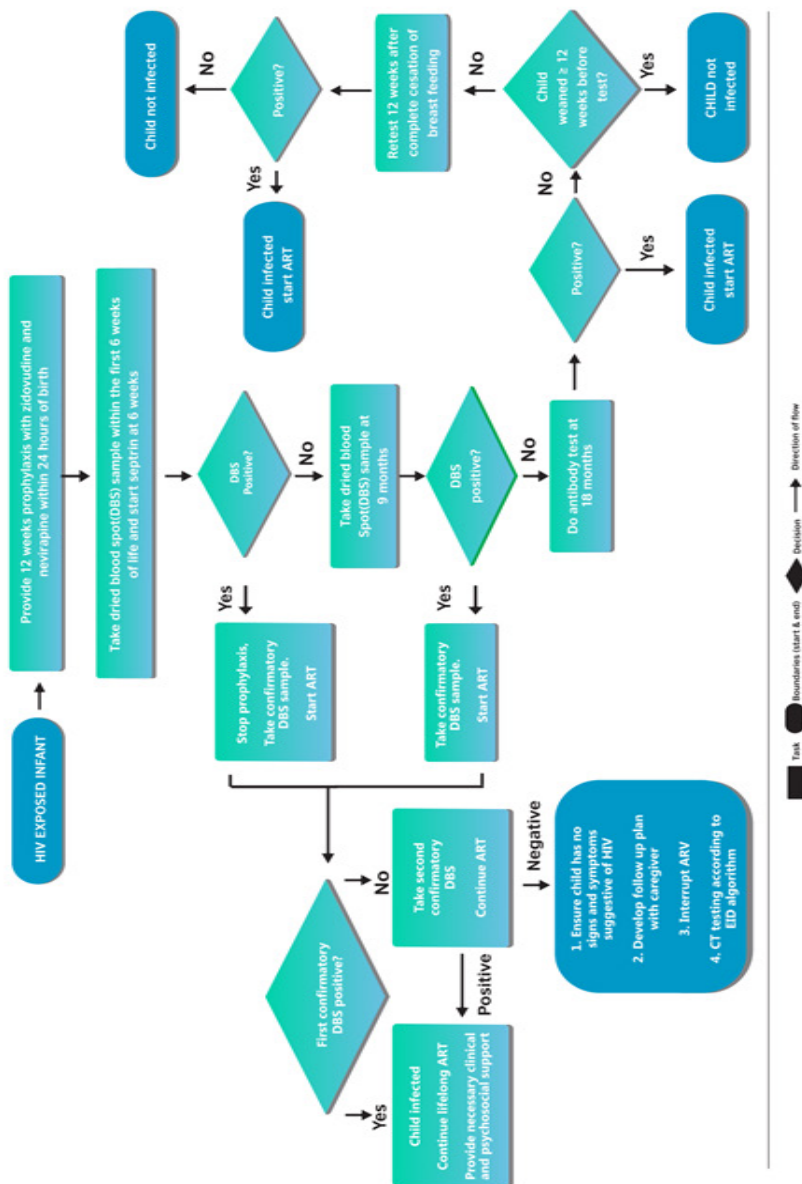 HIV EXPOSED INFANT
Provide 12 weeks prophylaxis with zidovudine and
nevirapine within 24 hours of birth
Take dried blood spot(DBS) sample within the first 6 weeks
of life and start septrin at 6 weeks
DBS
Positive?
Yes
No
Stop prophylaxis,
Take confirmatory
DBS sample.
Start ART
Take dried blood
Spot(DBS) sample at
9 months
DBS
positive?
Yes
No
Take confirmatory
DBS sample.
Start ART
Do antibody test at
18 months
First confirmatory
DBS positive?
Yes
No
Child infected
Continue lifelong ART
Provide necessary clinical
and psychosocial support
Take second
confirmatory
DBS
Continue ART
Positive
Negative
1. Ensure child has no
signs and symptoms
suggestive of HIV
2. Develop follow up plan
with caregiver
3. Interrupt ARV
4. CT testing according to
EID algorithm
Positive?
No
Yes
Child infected
start ART
Child
weaned ≥ 12
weeks before
test?
No
Yes
CHILD not
infected
Retest 12 weeks after
complete cesation of
breast feeding
Positive?
No
Yes
Child not infected
Child infected
start ART
Task
Boundaries (start & end)
Decision
Direction of flow